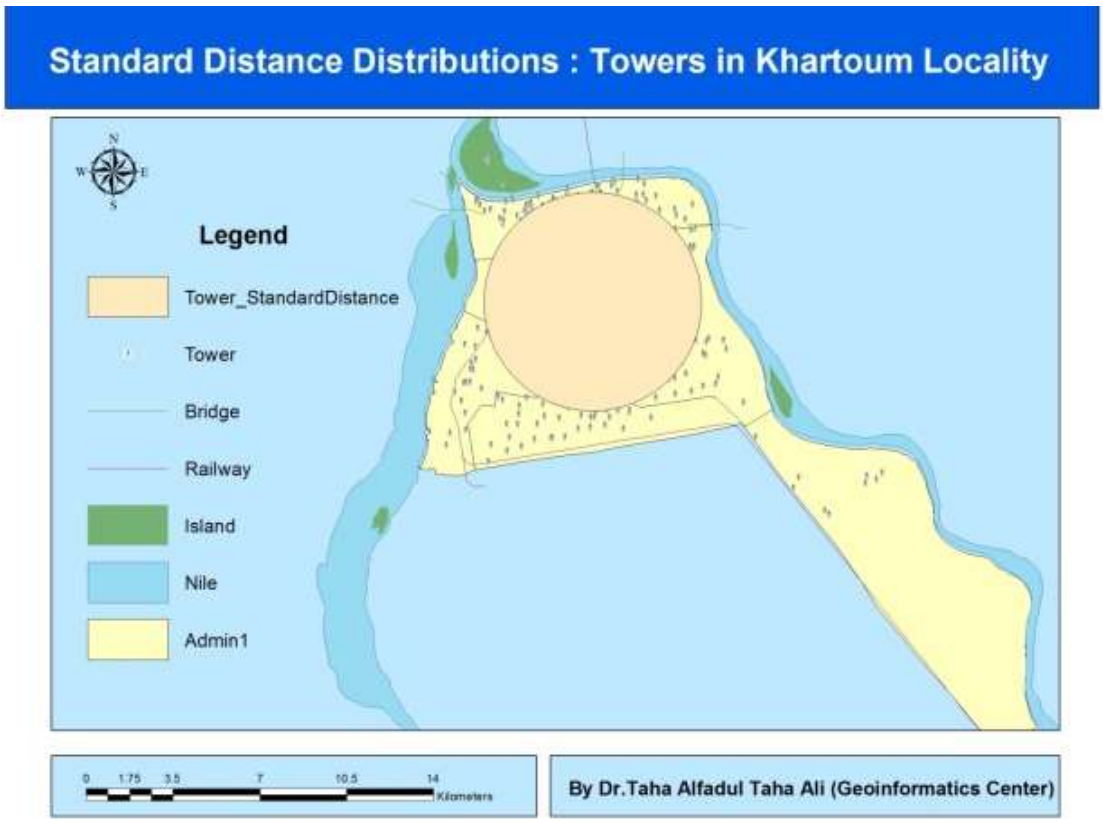 Standard Distance Distributions : Towers in Khartoum Locality
N
W E
S
Legend
Tower_StandardDistance
Tower
Bridge
Railway
Island
Nile
Admin1
0 1.75 3.5 7 10.5 14
Kilometers
By Dr.Taha Alfadul Taha Ali (Geoinformatics Center)